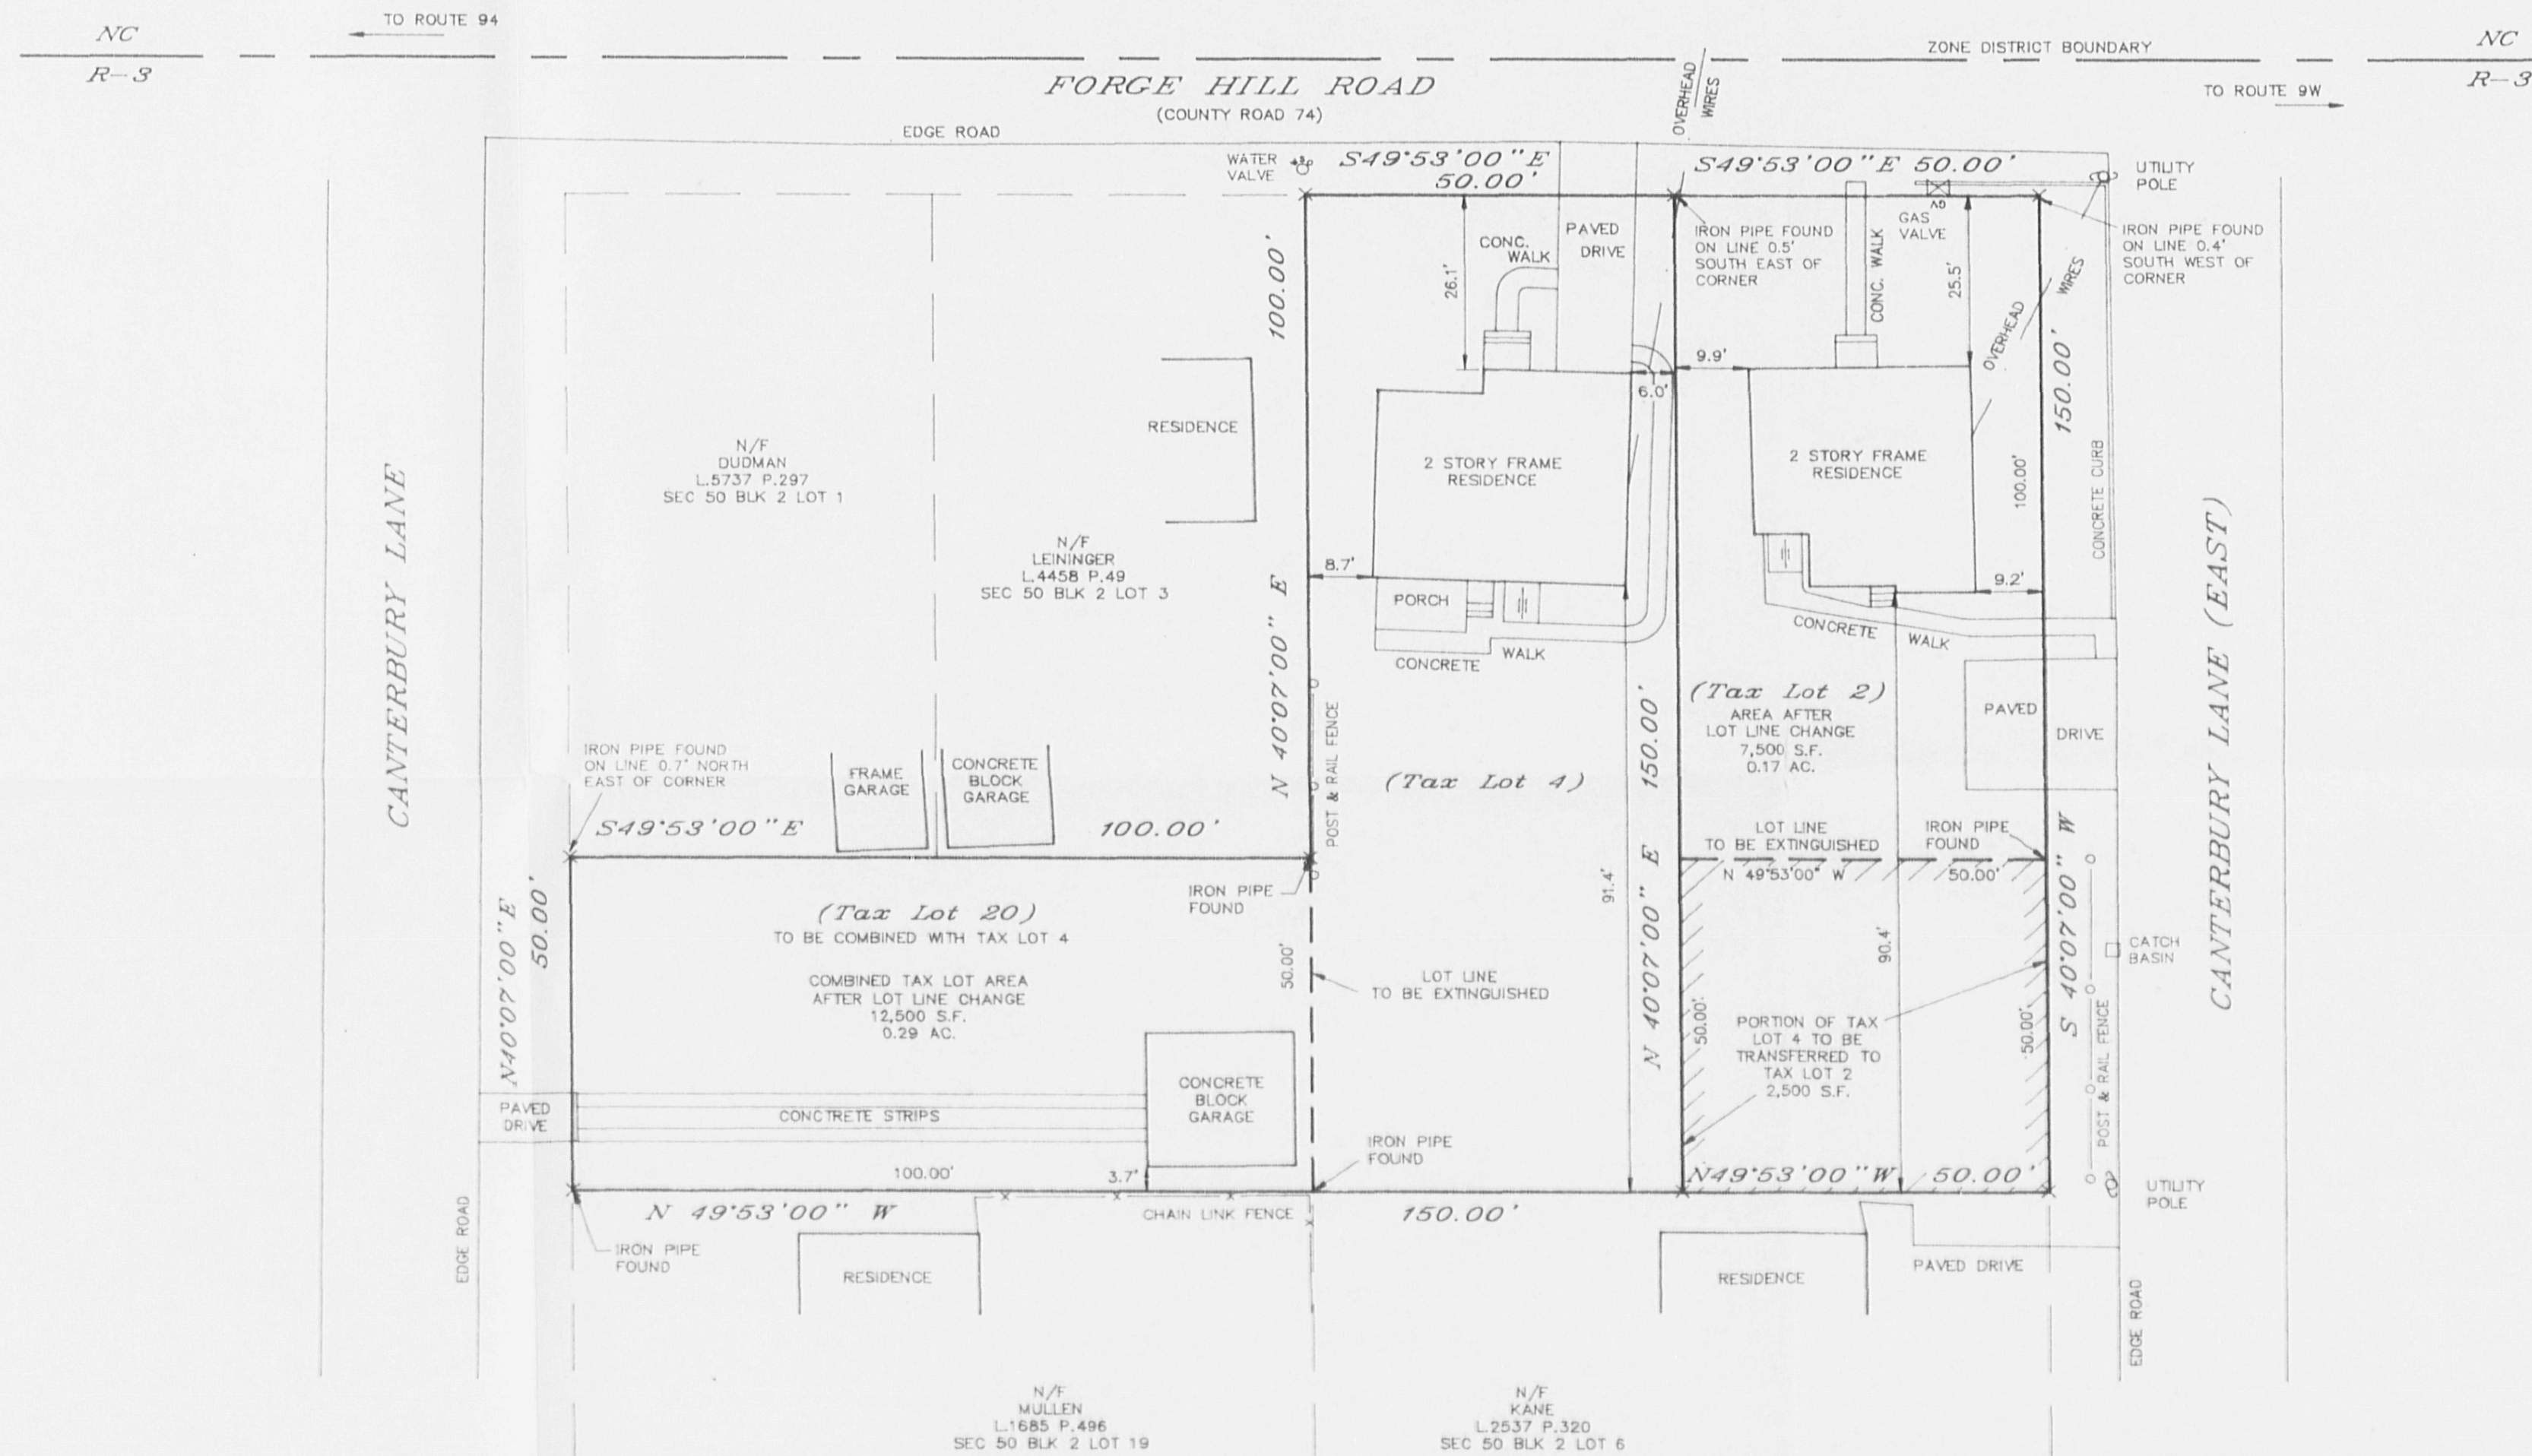 TO ROUTE 94
NC
R-3
ZONE DISTRICT BOUNDARY
NC
R-3
FORGE HILL ROAD
(COUNTY ROAD 74)
OVERHEAD
WIRES
TO ROUTE 9W
EDGE ROAD
WATER
VALVE
S49°53'00"E
50.00'
S49°53'00"E 50.00'
UTILITY
POLE
100.00'
26.1'
CONC.
WALK
PAVED
DRIVE
IRON PIPE FOUND
ON LINE 0.5'
SOUTH EAST OF
CORNER
CONC. WALK
GV
GAS
VALVE
25.5'
IRON PIPE FOUND
ON LINE 0.4'
SOUTH WEST OF
CORNER
OVERHEAD
WIRES
150.00'
9.9'
6.0'
RESIDENCE
N/F
DUDMAN
L.5737 P.297
SEC 50 BLK 2 LOT 1
2 STORY FRAME
RESIDENCE
2 STORY FRAME
RESIDENCE
100.00'
CONCRETE CURB
CANTERBURY LANE
CANTERBURY LANE (EAST)
N/F
LEININGER
L.4458 P.49
SEC 50 BLK 2 LOT 3
N 40°07'00" E
8.7'
9.2'
PORCH
CONCRETE WALK
CONCRETE WALK
(Tax Lot 2)
AREA AFTER
LOT LINE CHANGE
7,500 S.F.
0.17 AC.
PAVED
DRIVE
POST & RAIL FENCE
150.00'
IRON PIPE FOUND
ON LINE 0.7' NORTH
EAST OF CORNER
FRAME
GARAGE
CONCRETE
BLOCK
GARAGE
(Tax Lot 4)
S49°53'00"E
100.00'
LOT LINE
TO BE EXTINGUISHED
IRON PIPE
FOUND
N 49°53'00" W
50.00'
N40°07'00"E
50.00'
IRON PIPE
FOUND
91.4'
N 40°07'00" E
90.4'
S 40°07'00" W
(Tax Lot 20)
TO BE COMBINED WITH TAX LOT 4
COMBINED TAX LOT AREA
AFTER LOT LINE CHANGE
12,500 S.F.
0.29 AC.
50.00'
LOT LINE
TO BE EXTINGUISHED
CATCH
BASIN
50.00'
PORTION OF TAX
LOT 4 TO BE
TRANSFERRED TO
TAX LOT 2
2,500 S.F.
50.00'
POST & RAIL FENCE
PAVED
DRIVE
CONCTRETE STRIPS
CONCRETE
BLOCK
GARAGE
IRON PIPE
FOUND
100.00'
3.7'
N49°53'00"W 50.00'
UTILITY
POLE
N 49°53'00" W
CHAIN LINK FENCE
150.00'
EDGE ROAD
IRON PIPE
FOUND
RESIDENCE
RESIDENCE
PAVED DRIVE
EDGE ROAD
N/F
MULLEN
L.1685 P.496
SEC 50 BLK 2 LOT 19
N/F
KANE
L.2537 P.320
SEC 50 BLK 2 LOT 6